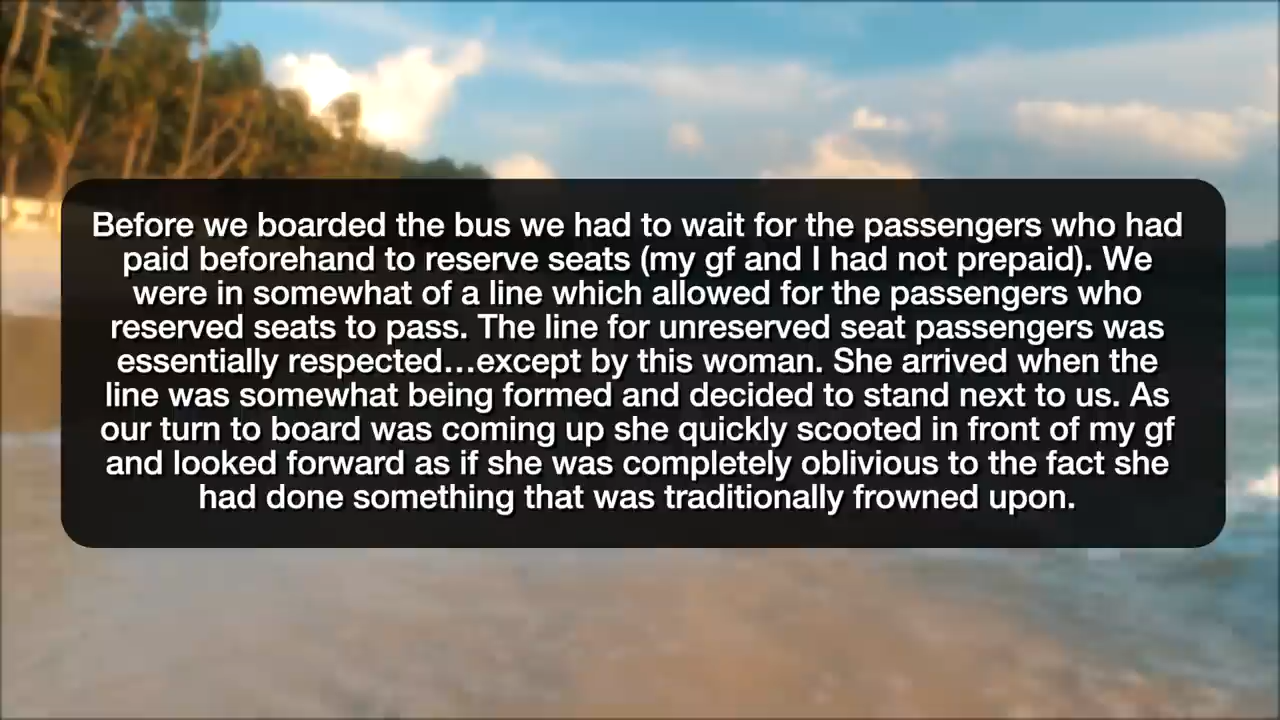 Before we boarded the bus we had to wait for the passengers who had
paid beforehand to reserve seats (my gf and I had not prepaid). We
were in somewhat of a line which allowed for the passengers who
reserved seats to pass. The line for unreserved seat passengers was
essentially respected...except by this woman. She arrived when the
line was somewhat being formed and decided to stand next to us. As
our turn to board was coming up she quickly scooted in front of my gf
and looked forward as if she was completely oblivious to the fact she
had done something that was traditionally frowned upon.